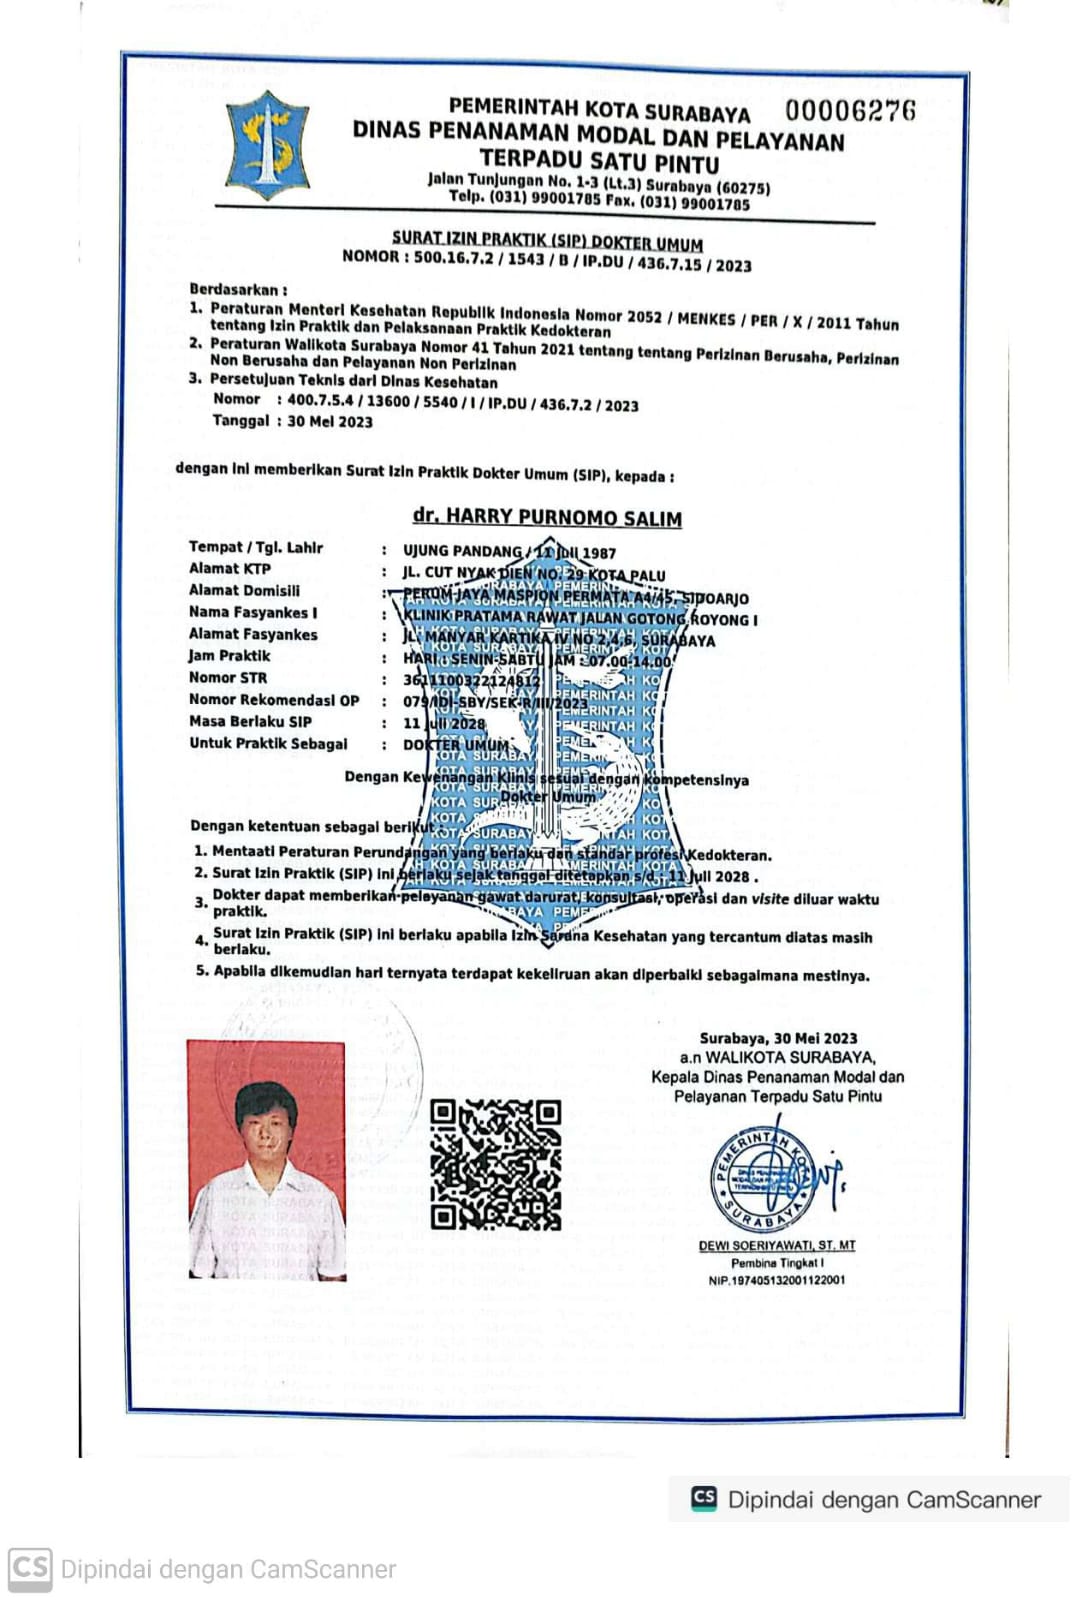 00006276
PEMERINTAH KOTA SURABAYA
DINAS PENANAMAN MODAL DAN PELAYANAN
TERPADU SATU PINTU
Jalan Tunjungan No. 1-3 (Lt.3) Surabaya (60275)
Telp. (031) 99001785 Fax. (031) 99001785
SURAT IZIN PRAKTIK (SIP) DOKTER UMUM
NOMOR : 500.16.7.2 / 1543 / B / IP.DU / 436.7.15 / 2023
Berdasarkan :
1. Peraturan Menteri Kesehatan Republik Indonesia Nomor 2052 / MENKES / PER / X / 2011 Tahun
tentang Izin Praktik dan Pelaksanaan Praktik Kedokteran
2. Peraturan Walikota Surabaya Nomor 41 Tahun 2021 tentang tentang Perizinan Berusaha, Perizinan
Non Berusaha dan Pelayanan Non Perizinan
3. Persetujuan Teknis dari Dinas Kesehatan
Nomor : 400.7.5.4 / 13600 / 5540 / I / IP.DU / 436.7.2 / 2023
Tanggal : 30 Mei 2023
dengan ini memberikan Surat Izin Praktik Dokter Umum (SIP), kepada :
dr. HARRY PURNOMO SALIM
Tempat / Tgl. Lahir : UJUNG PANDANG / 11 Juli 1987
Alamat KTP : JL. CUT NYAK DIEN NO. 29 KOTA PALU
Alamat Domisili : PERUM JAYA MASPION PERMATA A4/45, SIDOARJO
Nama Fasyankes I : KLINIK PRATAMA RAWAT JALAN GOTONG ROYONG I
Alamat Fasyankes : JL. MANYAR KARTIKA IV NO 2,4,6, SURABAYA
Jam Praktik : HARI : SENIN-SABTU JAM : 07.00-14.00
Nomor STR : 3611100322124812
Nomor Rekomendasi OP : 079/IDI-SBY/SEK-R/III/2023
Masa Berlaku SIP : 11 Juli 2028
Untuk Praktik Sebagai : DOKTER UMUM
Dengan Kewenangan Klinis sesuai dengan kompetensinya
Dokter Umum
Dengan ketentuan sebagai berikut :
1. Mentaati Peraturan Perundangan yang berlaku dan standar profesi Kedokteran.
2. Surat Izin Praktik (SIP) ini berlaku sejak tanggal ditetapkan s/d : 11 Juli 2028 .
3. Dokter dapat memberikan pelayanan gawat darurat, konsultasi, operasi dan visite diluar waktu
praktik.
4. Surat Izin Praktik (SIP) ini berlaku apabila Izin Sarana Kesehatan yang tercantum diatas masih
berlaku.
5. Apabila dikemudian hari ternyata terdapat kekeliruan akan diperbaiki sebagaimana mestinya.
Surabaya, 30 Mei 2023
a.n WALIKOTA SURABAYA,
Kepala Dinas Penanaman Modal dan
Pelayanan Terpadu Satu Pintu
PEMERINTAH KOTA
SURABAYA
DEWI SOERIYAWATI, ST, MT
Pembina Tingkat I
NIP.197405132001122001
CS Dipindai dengan CamScanner
CS Dipindai dengan CamScanner